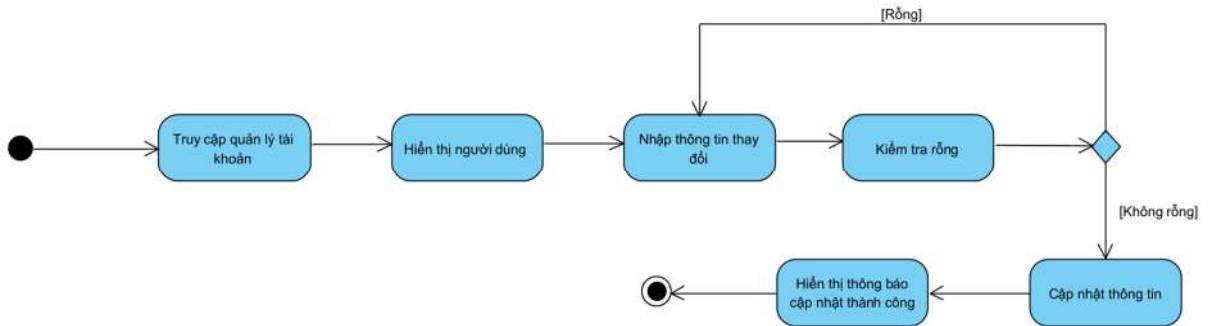 [Rỗng]
Truy cập quản lý tài
khoản
Hiển thị người dùng
Nhập thông tin thay
đổi
Kiểm tra rỗng
[Không rỗng]
Hiển thị thông báo
cập nhật thành công
Cập nhật thông tin